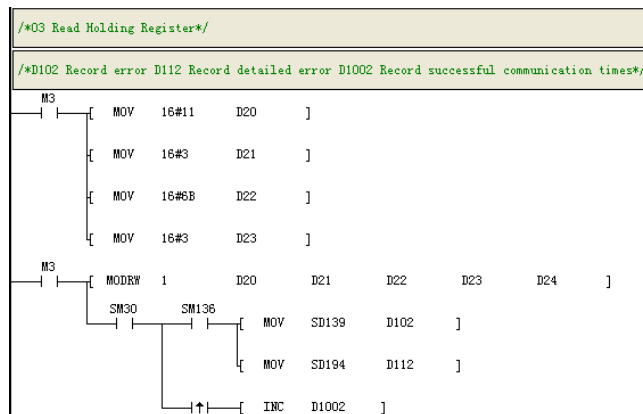 /*03 Read Holding Register*/
/*D102 Record error D112 Record detailed error D1002 Record successful communication times*/
M3
[ MOV 16#11 D20 ]
[ MOV 16#3 D21 ]
[ MOV 16#6B D22 ]
[ MOV 16#3 D23 ]
M3
[ MODRW 1 D20 D21 D22 D23 D24 ]
SM30 SM136
[ MOV SD139 D102 ]
[ MOV SD194 D112 ]
[ INC D1002 ]